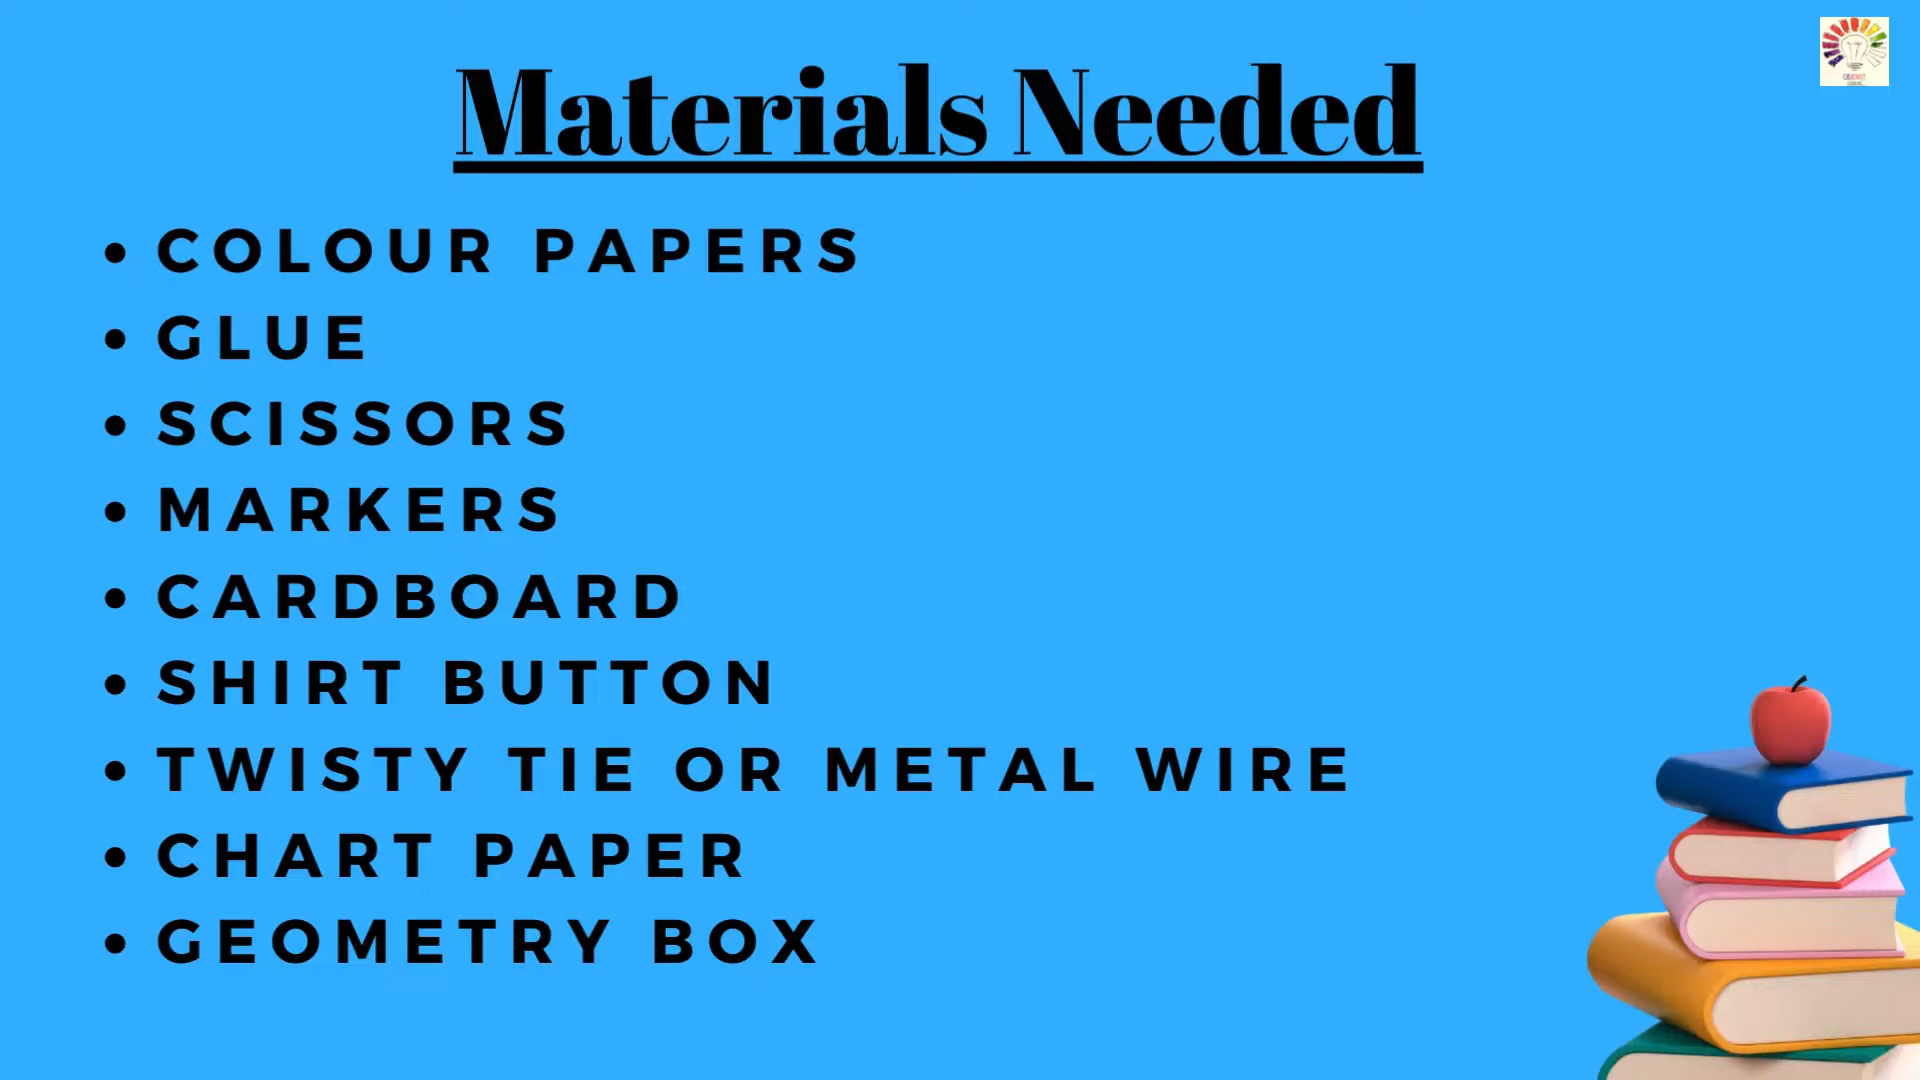 Materials Needed
• COLOUR PAPERS
• GLUE
• SCISSORS
• MARKERS
• CARDBOARD
• SHIRT BUTTON
• TWISTY TIE OR METAL WIRE
• CHART PAPER
• GEOMETRY BOX